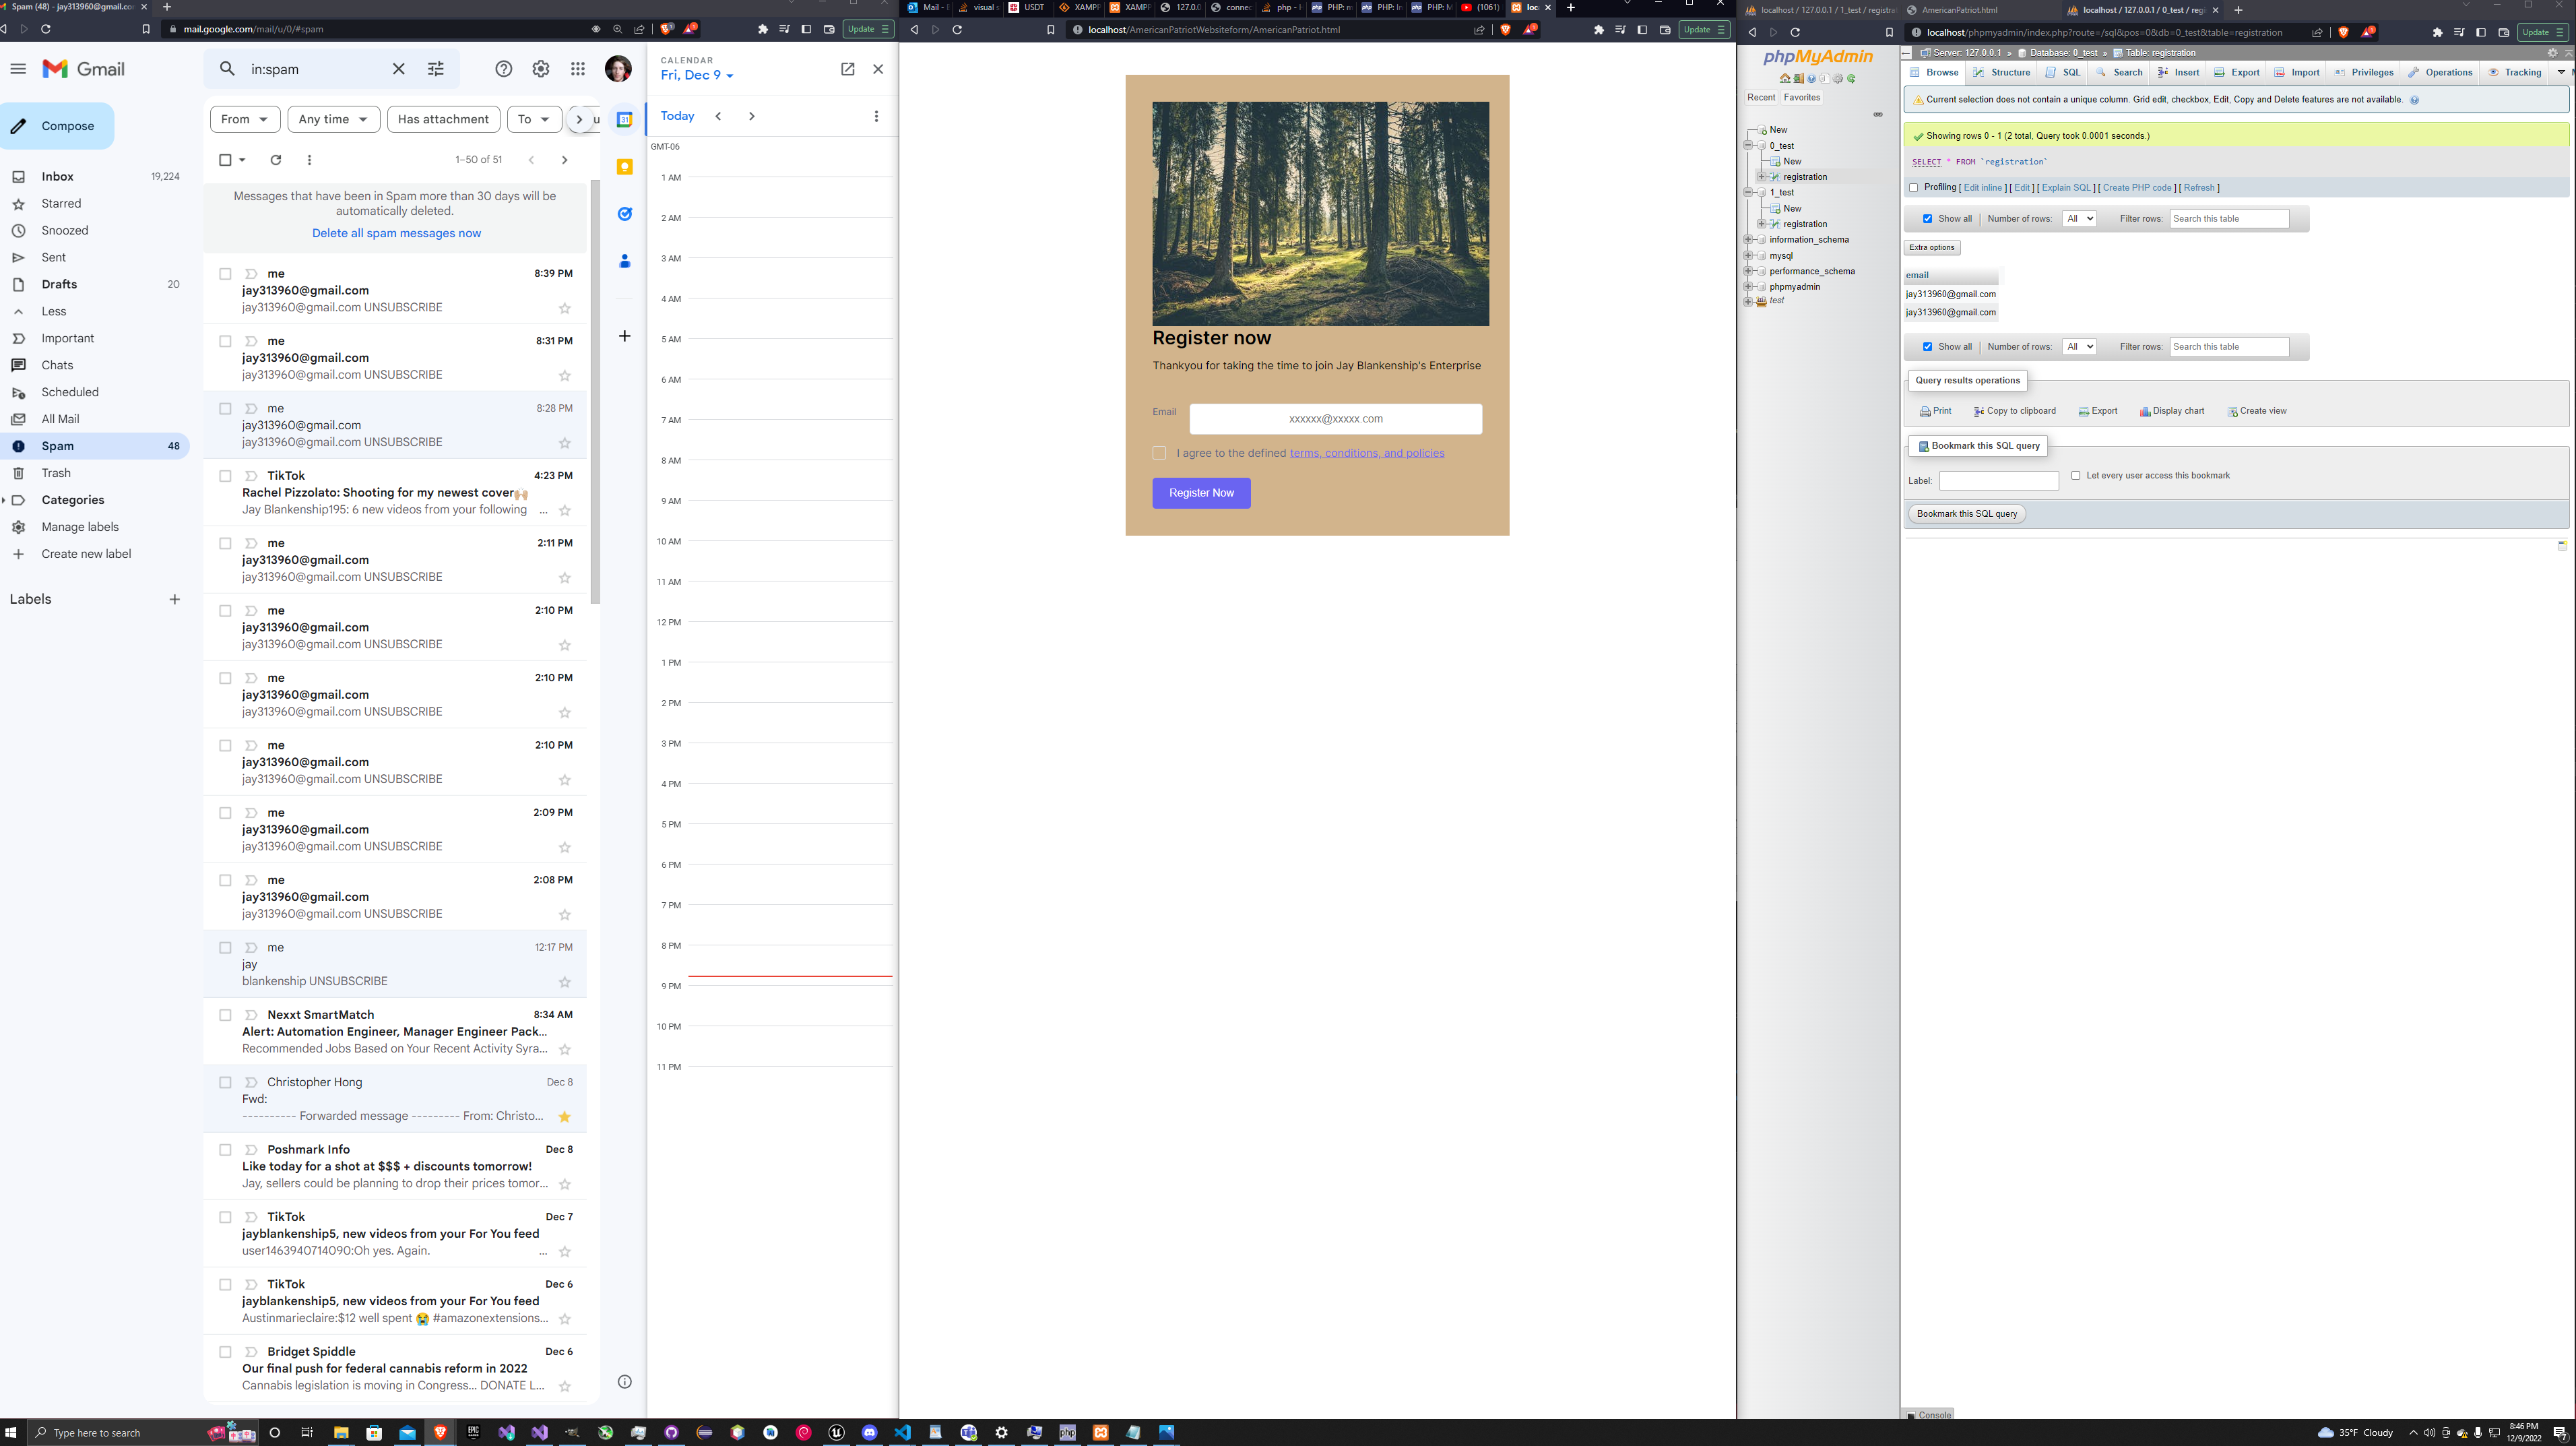 Spam (48) - jay313960@gmail.co
mail.google.com/mail/u/0/#spam
Update
Gmail
in:spam
Compose
Inbox 19,224
Starred
Snoozed
Sent
Drafts 20
Less
Important
Chats
Scheduled
All Mail
Spam 48
Trash
Categories
Manage labels
Create new label
Labels
From
Any time
Has attachment
To
1–50 of 51
Messages that have been in Spam more than 30 days will be
automatically deleted.
Delete all spam messages now
me 8:39 PM
jay313960@gmail.com
jay313960@gmail.com UNSUBSCRIBE
me 8:31 PM
jay313960@gmail.com
jay313960@gmail.com UNSUBSCRIBE
me 8:28 PM
jay313960@gmail.com
jay313960@gmail.com UNSUBSCRIBE
TikTok 4:23 PM
Rachel Pizzolato: Shooting for my newest cover🙌🏼
Jay Blankenship195: 6 new videos from your following ...
me 2:11 PM
jay313960@gmail.com
jay313960@gmail.com UNSUBSCRIBE
me 2:10 PM
jay313960@gmail.com
jay313960@gmail.com UNSUBSCRIBE
me 2:10 PM
jay313960@gmail.com
jay313960@gmail.com UNSUBSCRIBE
me 2:10 PM
jay313960@gmail.com
jay313960@gmail.com UNSUBSCRIBE
me 2:09 PM
jay313960@gmail.com
jay313960@gmail.com UNSUBSCRIBE
me 2:08 PM
jay313960@gmail.com
jay313960@gmail.com UNSUBSCRIBE
me 12:17 PM
jay
blankenship UNSUBSCRIBE
Nexxt SmartMatch 8:34 AM
Alert: Automation Engineer, Manager Engineer Pack...
Recommended Jobs Based on Your Recent Activity Syra...
Christopher Hong Dec 8
Fwd:
---------- Forwarded message --------- From: Christo...
Poshmark Info Dec 8
Like today for a shot at $$$ + discounts tomorrow!
Jay, sellers could be planning to drop their prices tomor...
TikTok Dec 7
jayblankenship5, new videos from your For You feed
user1463940714090:Oh yes. Again. ...
TikTok Dec 6
jayblankenship5, new videos from your For You feed
Austinmarieclaire:$12 well spent 😭 #amazonextensions...
Bridget Spiddle Dec 6
Our final push for federal cannabis reform in 2022
Cannabis legislation is moving in Congress... DONATE L...
31
CALENDAR
Fri, Dec 9
Today
GMT-06
1 AM
2 AM
3 AM
4 AM
5 AM
6 AM
7 AM
8 AM
9 AM
10 AM
11 AM
12 PM
1 PM
2 PM
3 PM
4 PM
5 PM
6 PM
7 PM
8 PM
9 PM
10 PM
11 PM
Mail - visual s USDT XAMPP XAMPP 127.0.0 connec php - PHP: m PHP: In PHP: M (1061) loc
localhost/AmericanPatriotWebsiteform/AmericanPatriot.html
Update
Register now
Thankyou for taking the time to join Jay Blankenship's Enterprise
Email xxxxxx@xxxxx.com
I agree to the defined terms, conditions, and policies
Register Now
localhost / 127.0.0.1 / 1_test / registrat AmericanPatriot.html localhost / 127.0.0.1 / 0_test / regi
localhost/phpmyadmin/index.php?route=/sql&pos=0&db=0_test&table=registration
Update
phpMyAdmin
Recent Favorites
New
0_test
New
registration
1_test
New
registration
information_schema
mysql
performance_schema
phpmyadmin
test
Server: 127.0.0.1 » Database: 0_test » Table: registration
Browse Structure SQL Search Insert Export Import Privileges Operations Tracking
Current selection does not contain a unique column. Grid edit, checkbox, Edit, Copy and Delete features are not available.
Showing rows 0 - 1 (2 total, Query took 0.0001 seconds.)
SELECT * FROM `registration`
Profiling [ Edit inline ] [ Edit ] [ Explain SQL ] [ Create PHP code ] [ Refresh ]
Show all Number of rows: All Filter rows: Search this table
Extra options
email
jay313960@gmail.com
jay313960@gmail.com
Show all Number of rows: All Filter rows: Search this table
Query results operations
Print Copy to clipboard Export Display chart Create view
Bookmark this SQL query
Label: Let every user access this bookmark
Bookmark this SQL query
Console
Type here to search
EPIC
php
35°F Cloudy
8:46 PM
12/9/2022